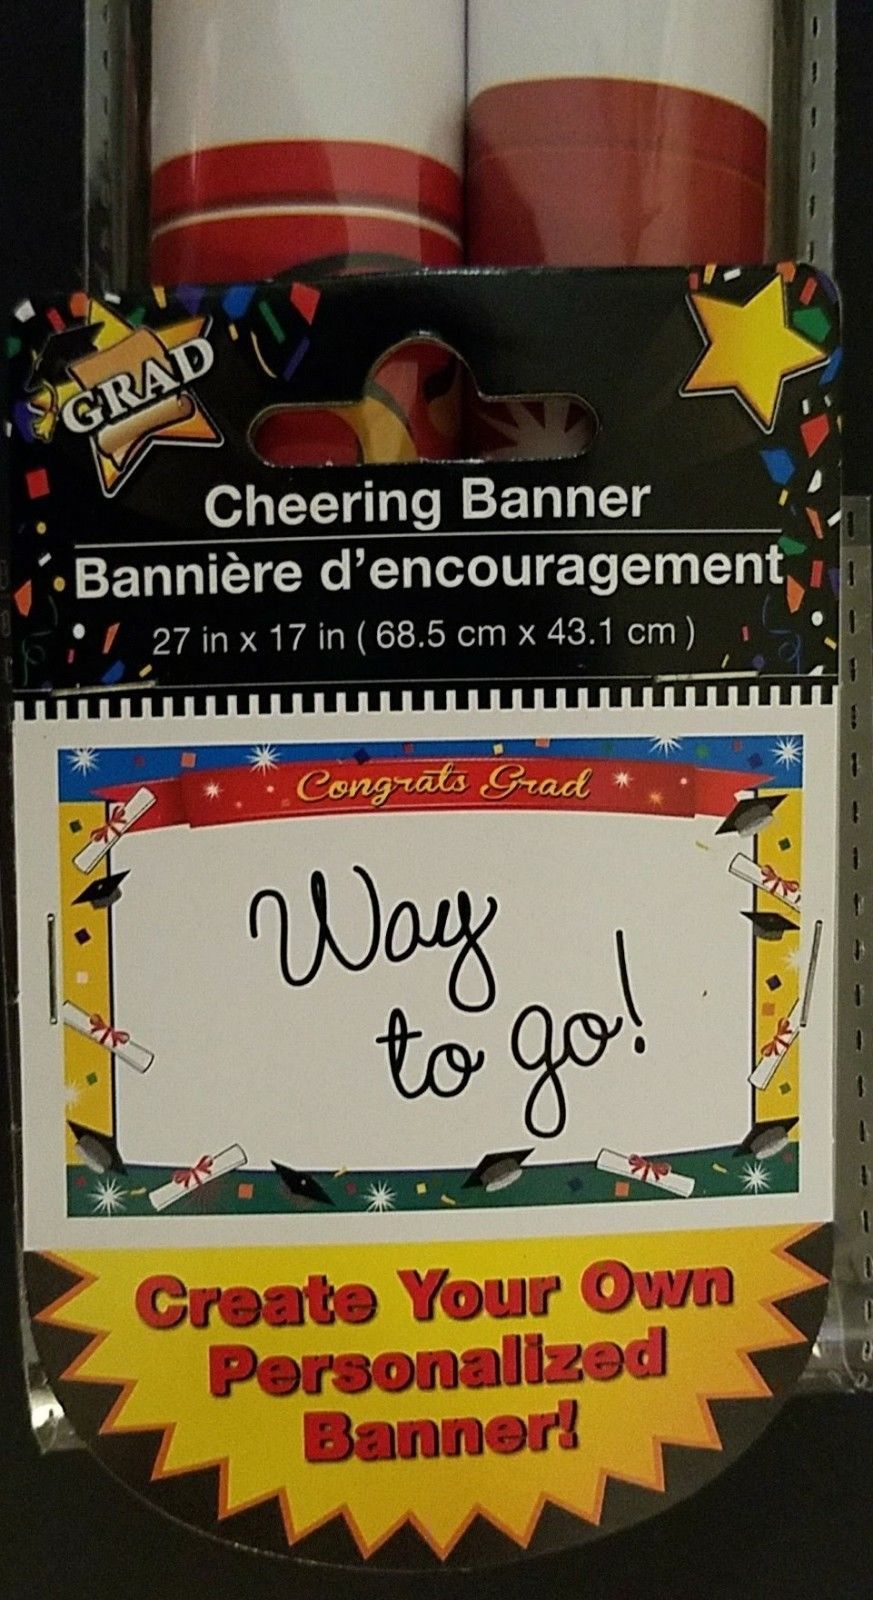 GRAD
Cheering Banner
Bannière d'encouragement
27 in x 17 in ( 68.5 cm x 43.1 cm )
Congrats Grad
Way
to go!
Create Your Own
Personalized
Banner!